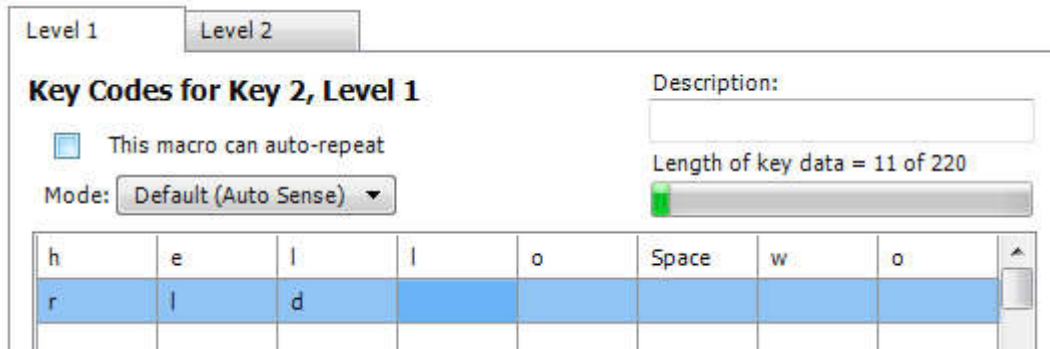 Level 1 Level 2
Key Codes for Key 2, Level 1
Description:
This macro can auto-repeat
Length of key data = 11 of 220
Mode: Default (Auto Sense)
h e l l o Space w o
r l d